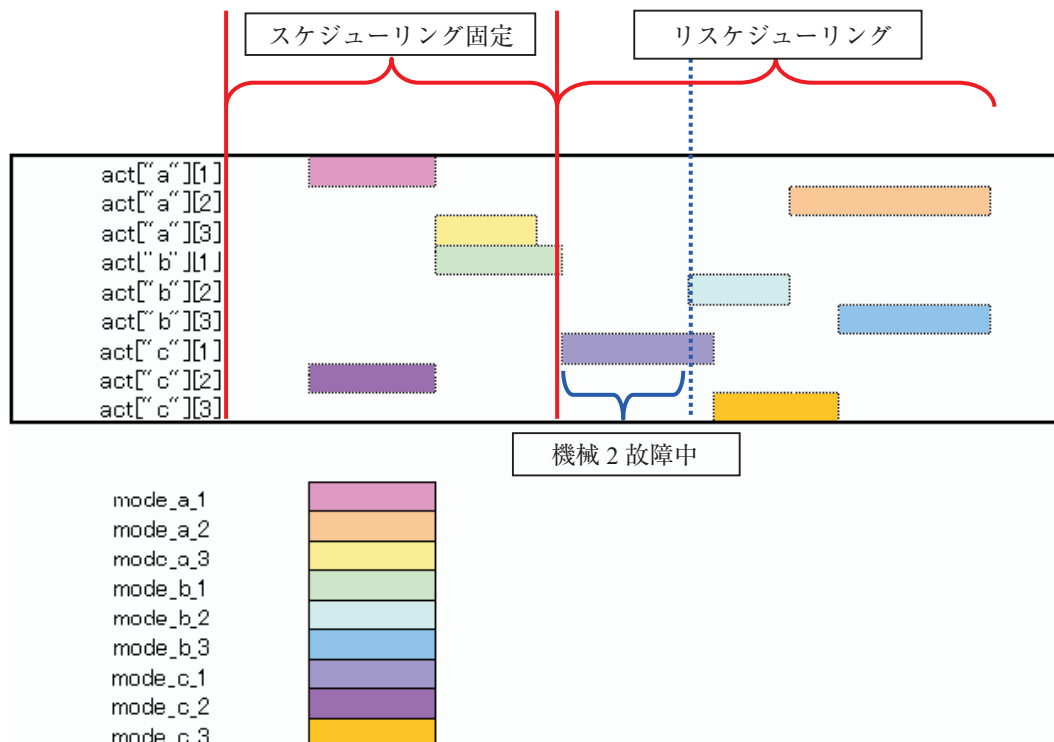 スケジューリング固定
リスケジューリング
act["a"][1]
act["a"][2]
act["a"][3]
act["b"][1]
act["b"][2]
act["b"][3]
act["c"][1]
act["c"][2]
act["c"][3]
機械2故障中
mode_a_1
mode_a_2
mode_a_3
mode_b_1
mode_b_2
mode_b_3
mode_c_1
mode_c_2
mode_c_3